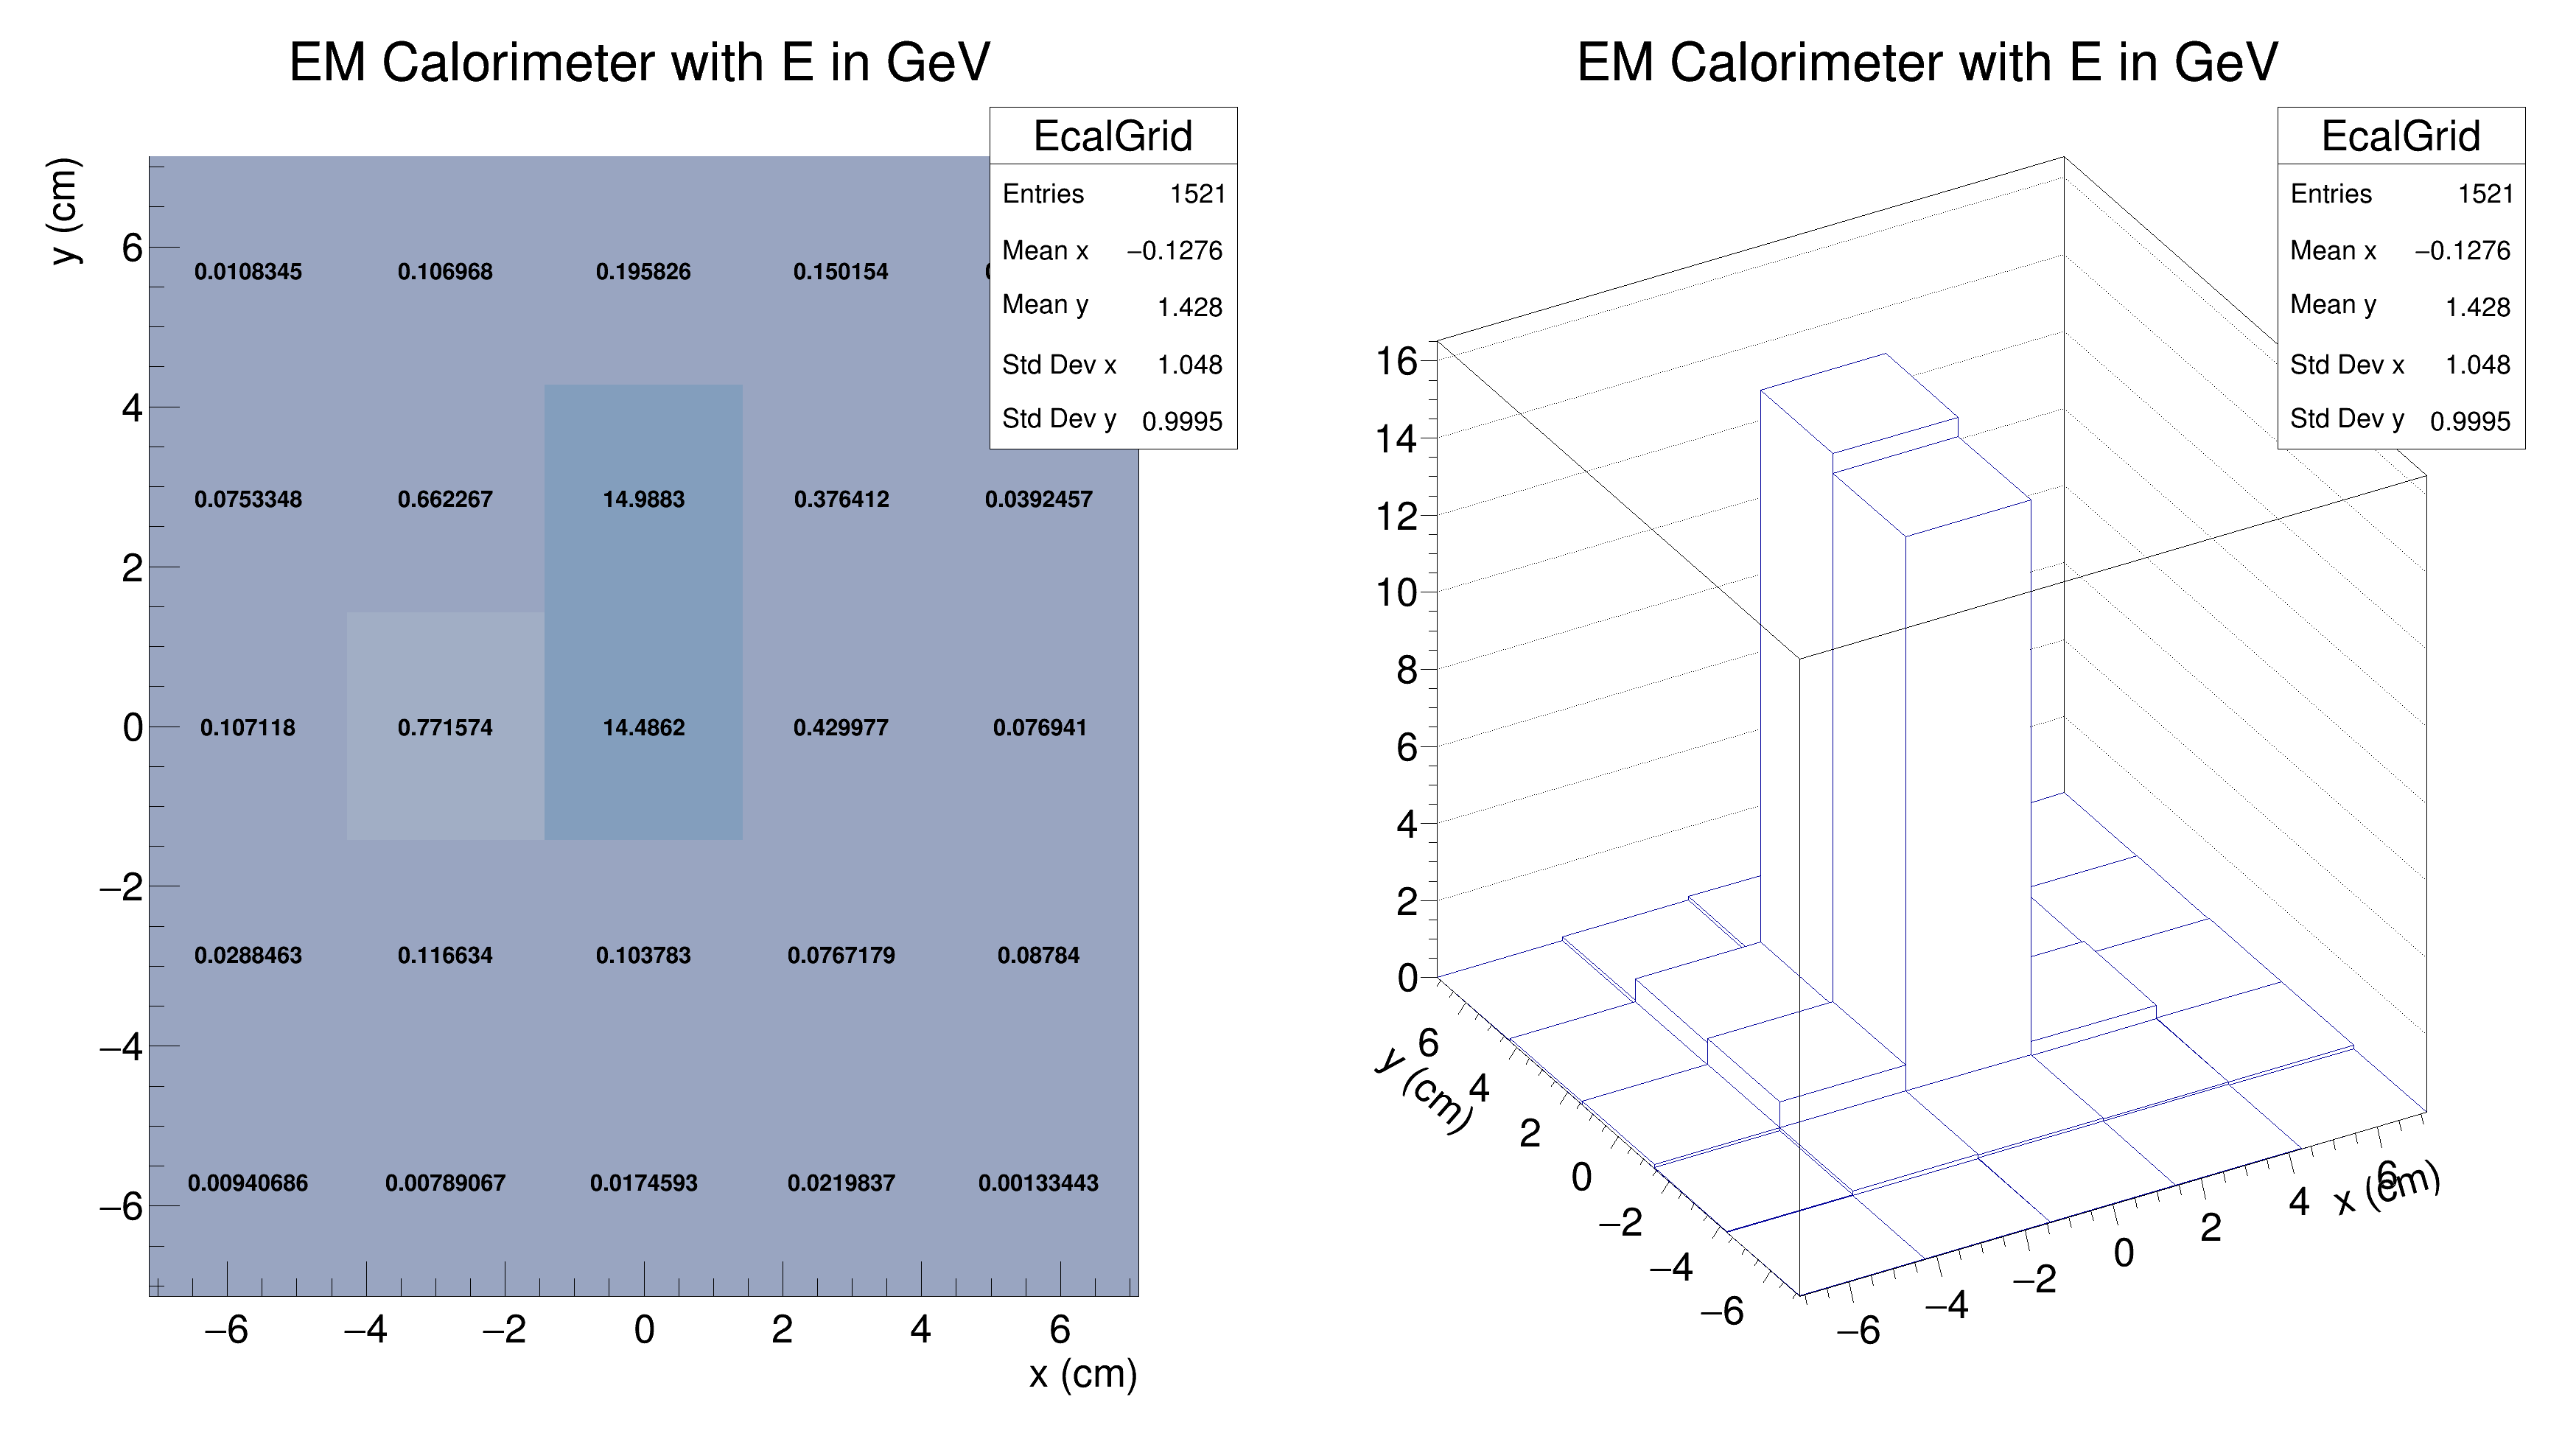 EM Calorimeter with E in GeV
EcalGrid
Entries 1521
Mean x −0.1276
Mean y 1.428
Std Dev x 1.048
Std Dev y 0.9995
y (cm)
6
4
2
0
−2
−4
−6
0.0108345 0.106968 0.195826 0.150154
0.0753348 0.662267 14.9883 0.376412 0.0392457
0.107118 0.771574 14.4862 0.429977 0.076941
0.0288463 0.116634 0.103783 0.0767179 0.08784
0.00940686 0.00789067 0.0174593 0.0219837 0.00133443
−6 −4 −2 0 2 4 6
x (cm)
EM Calorimeter with E in GeV
EcalGrid
Entries 1521
Mean x −0.1276
Mean y 1.428
Std Dev x 1.048
Std Dev y 0.9995
16
14
12
10
8
6
4
2
0
y (cm)
6
4
2
0
−2
−4
−6
−6 −4 −2 0 2 4 6
x (cm)